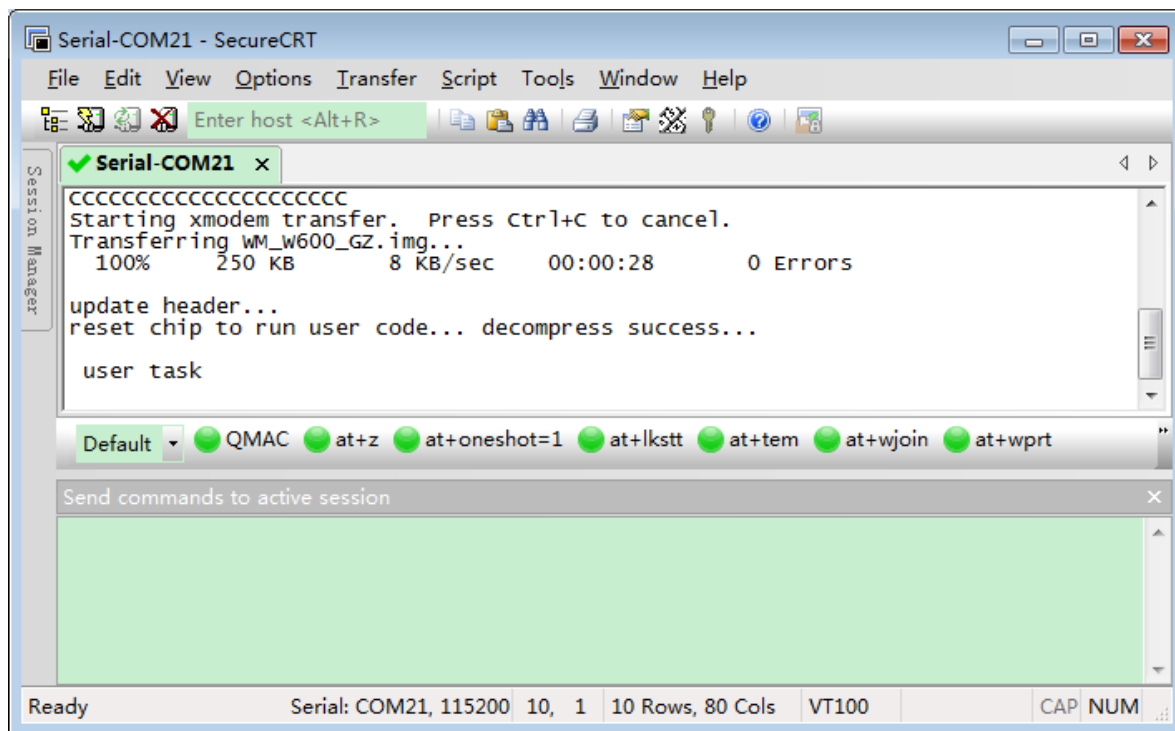 Serial-COM21 - SecureCRT
File Edit View Options Transfer Script Tools Window Help
Enter host <Alt+R>
Session Manager
Serial-COM21 x
CCCCCCCCCCCCCCCCCCCCCC
Starting xmodem transfer.  Press Ctrl+C to cancel.
Transferring WM_W600_GZ.img...
100%     250 KB       8 KB/sec    00:00:28       0 Errors
update header...
reset chip to run user code... decompress success...
user task
Default QMAC at+z at+oneshot=1 at+lkstt at+tem at+wjoin at+wprt
Send commands to active session x
Ready Serial: COM21, 115200 10, 1 10 Rows, 80 Cols VT100 CAP NUM